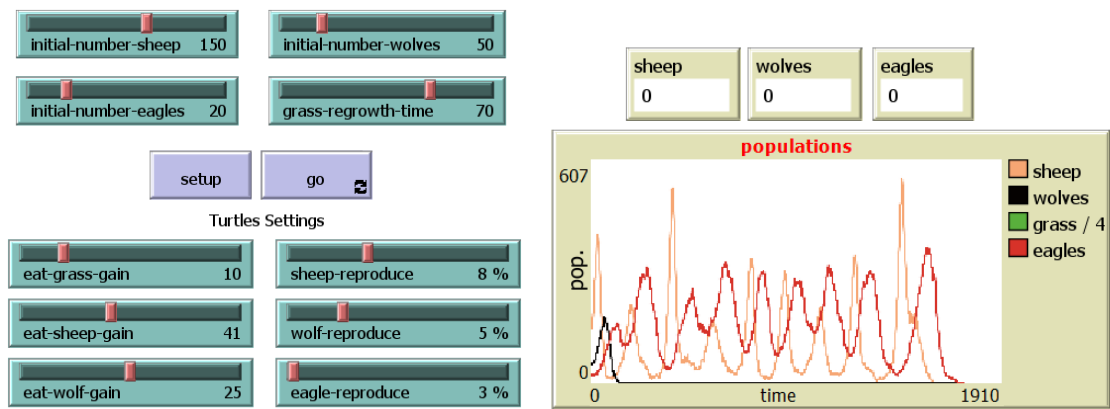 initial-number-sheep 150
initial-number-wolves 50
initial-number-eagles 20
grass-regrowth-time 70
setup
go
Turtles Settings
eat-grass-gain 10
sheep-reproduce 8 %
eat-sheep-gain 41
wolf-reproduce 5 %
eat-wolf-gain 25
eagle-reproduce 3 %
sheep
0
wolves
0
eagles
0
populations
607
pop.
0
0
time
1910
sheep
wolves
grass / 4
eagles